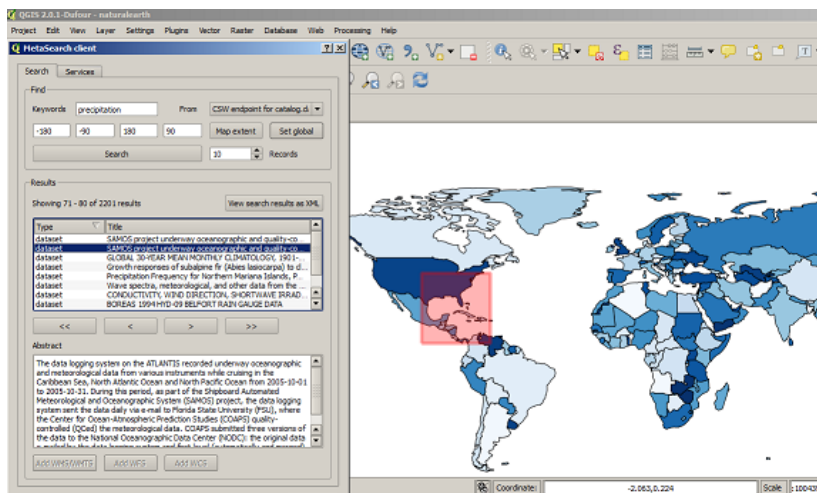 QGIS 2.0.1-Dufour - naturalearth
Project Edit View Layer Settings Plugins Vector Raster Database Web Processing Help
MetaSearch client
Search Services
Find
Keywords precipitation From CSW endpoint for catalog.d
-180 -90 180 90 Map extent Set global
Search 10 Records
Results
Showing 71 - 80 of 2201 results View search results as XML
Type Title
dataset SAMOS project underway oceanographic and quality-co...
dataset SAMOS project underway oceanographic and quality-co...
dataset GLOBAL 30-YEAR MEAN MONTHLY CLIMATOLOGY, 1901-...
dataset Growth responses of subalpine fir (Abies lasiocarpa) to d...
dataset Precipitation Frequency for Northern Mariana Islands, P...
dataset Wave spectra, meteorological, and other data from the ...
dataset CONDUCTIVITY, WIND DIRECTION, SHORTWAVE IRRAD...
dataset BOREAS 1994 HYD-09 BELFORT RAIN GAUGE DATA
<< < > >>
Abstract
The data logging system on the ATLANTIS recorded underway oceanographic
and meteorological data from various instruments while cruising in the
Caribbean Sea, North Atlantic Ocean and North Pacific Ocean from 2005-10-01
to 2005-10-31. During this period, as part of the Shipboard Automated
Meteorological and Oceanographic System (SAMOS) project, the data logging
system sent the data daily via e-mail to Florida State University (FSU), where
the Center for Ocean-Atmospheric Prediction Studies (COAPS) quality-
controlled (QCed) the meteorological data. COAPS submitted three versions of
the data to the National Oceanographic Data Center (NODC): the original data
Add WMS/WMTS Add WFS Add WCS
Coordinate: -2.063,0.224 Scale